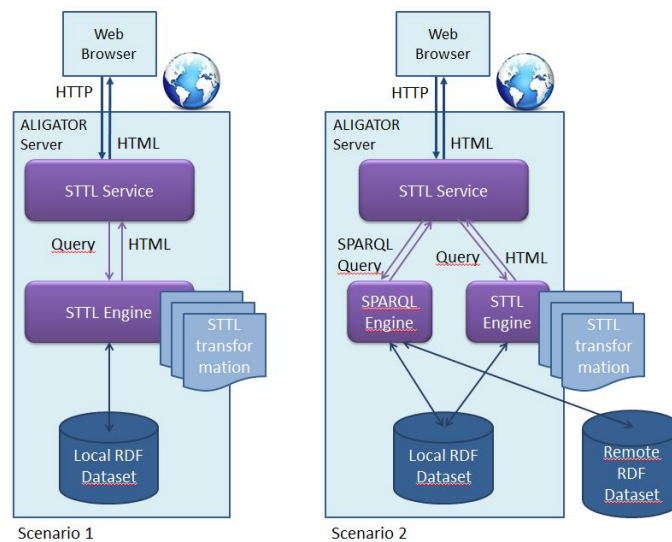 Web
Browser
HTTP
ALIGATOR
Server
HTML
STTL Service
Query
HTML
STTL Engine
STTL
transfor
mation
Local RDF
Dataset
Scenario 1
Web
Browser
HTTP
ALIGATOR
Server
HTML
STTL Service
SPARQL
Query
Query
HTML
SPARQL
Engine
STTL
Engine
STTL
transfor
mation
Local RDF
Dataset
Remote
RDF
Dataset
Scenario 2